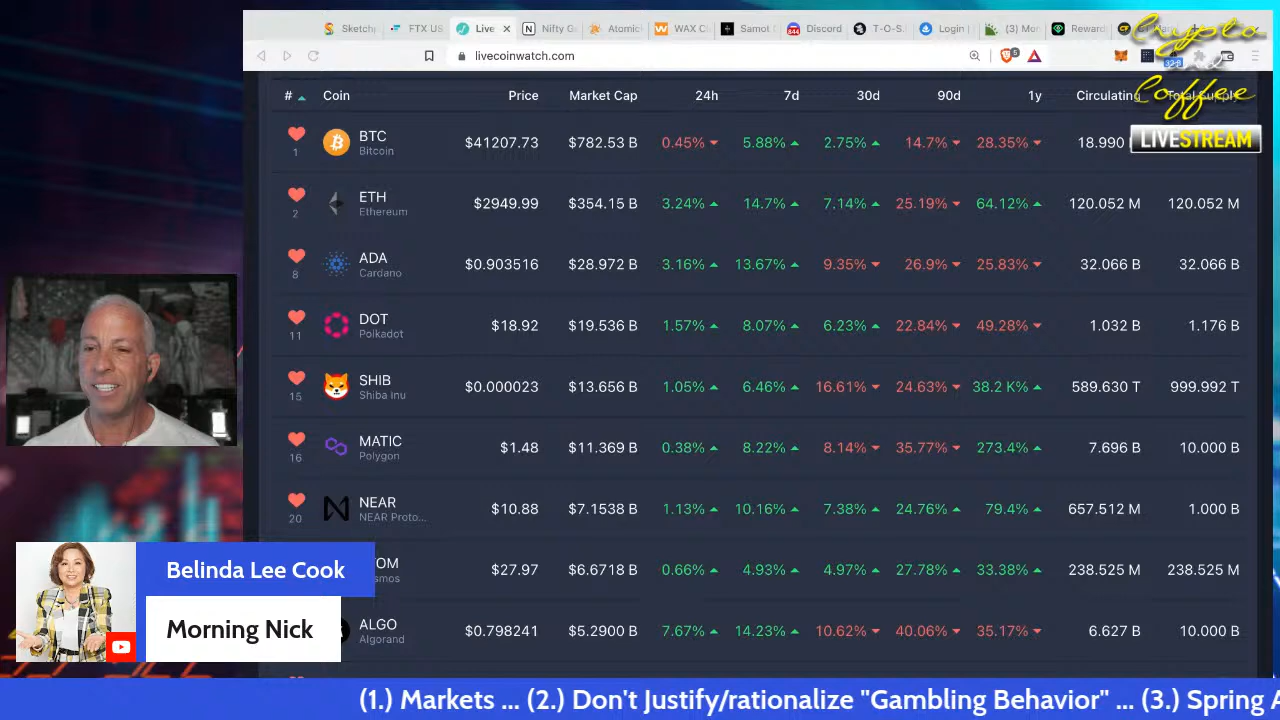 Sketchy
FTX US
Live
Nifty G
Atomic
WAX C
Samot
Discord
T-O-S
Login
(3) Mor
Reward
Crypto
and
Coffee
LIVESTREAM
livecoinwatch.com
# Coin Price Market Cap 24h 7d 30d 90d 1y Circulating Total Supply
BTC
Bitcoin
1 $41207.73 $782.53 B 0.45% 5.88% 2.75% 14.7% 28.35% 18.990
ETH
Ethereum
2 $2949.99 $354.15 B 3.24% 14.7% 7.14% 25.19% 64.12% 120.052 M 120.052 M
ADA
Cardano
8 $0.903516 $28.972 B 3.16% 13.67% 9.35% 26.9% 25.83% 32.066 B 32.066 B
DOT
Polkadot
11 $18.92 $19.536 B 1.57% 8.07% 6.23% 22.84% 49.28% 1.032 B 1.176 B
SHIB
Shiba Inu
15 $0.000023 $13.656 B 1.05% 6.46% 16.61% 24.63% 38.2 K% 589.630 T 999.992 T
MATIC
Polygon
16 $1.48 $11.369 B 0.38% 8.22% 8.14% 35.77% 273.4% 7.696 B 10.000 B
NEAR
NEAR Proto...
20 $10.88 $7.1538 B 1.13% 10.16% 7.38% 24.76% 79.4% 657.512 M 1.000 B
TOM
smos
$27.97 $6.6718 B 0.66% 4.93% 4.97% 27.78% 33.38% 238.525 M 238.525 M
ALGO
Algorand
$0.798241 $5.2900 B 7.67% 14.23% 10.62% 40.06% 35.17% 6.627 B 10.000 B
Belinda Lee Cook
Morning Nick
(1.) Markets ... (2.) Don't Justify/rationalize "Gambling Behavior" ... (3.) Spring A